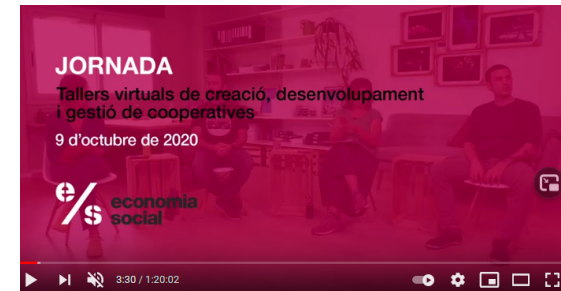 JORNADA
Tallers virtuals de creació, desenvolupament
i gestió de cooperatives
9 d'octubre de 2020
e/s economia
social
3:30 / 1:20:02